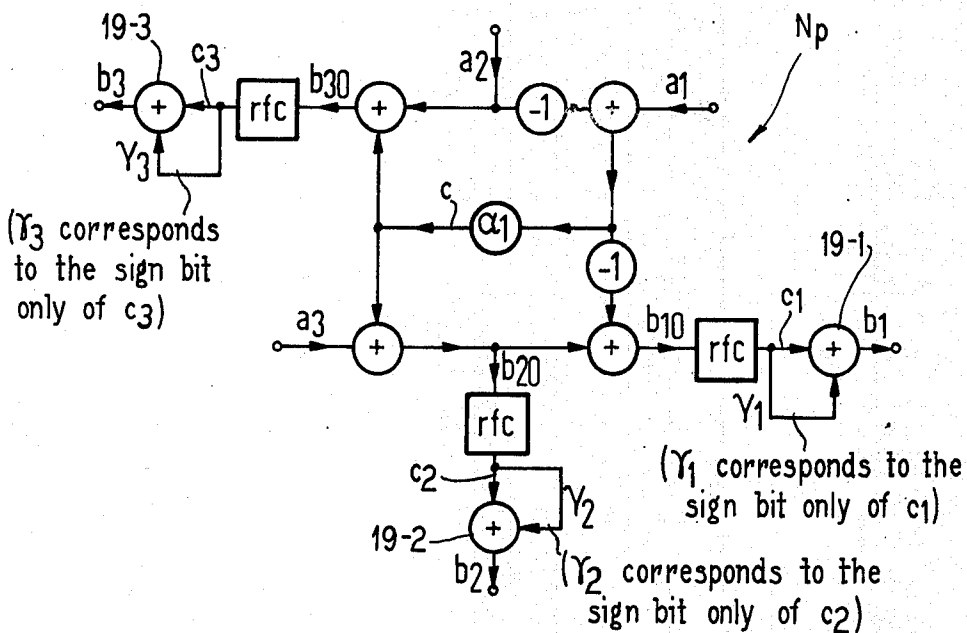 19-3
Np
a2
a1
c3
b3
b30
rfc
+
+
-1
+
γ3
c
α1
(γ3 corresponds
to the sign bit
only of c3)
-1
19-1
a3
+
+
b10
rfc
c1
+
b1
b20
rfc
γ1
(γ1 corresponds to the
sign bit only of c1)
c2
γ2
+
19-2
b2
(γ2 corresponds to the
sign bit only of c2)